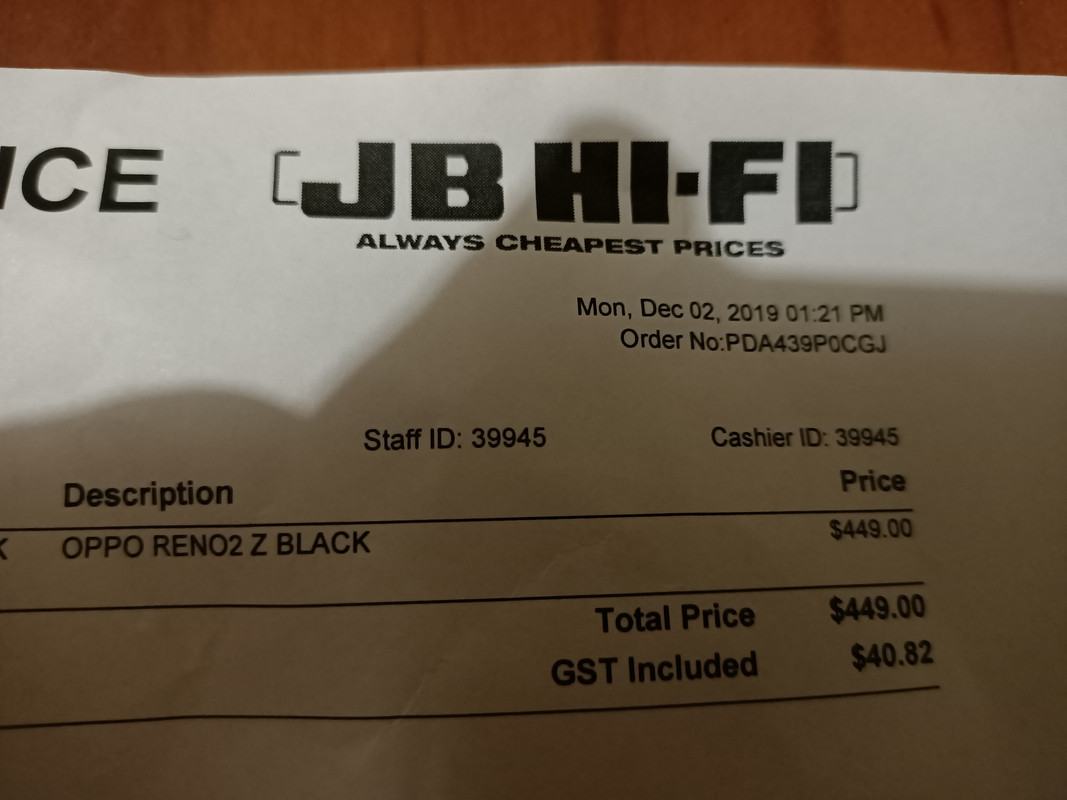 ICE
JB HI-FI
ALWAYS CHEAPEST PRICES
Mon, Dec 02, 2019 01:21 PM
Order No:PDA439P0CGJ
Staff ID: 39945 Cashier ID: 39945
Description Price
K OPPO RENO2 Z BLACK $449.00
Total Price $449.00
GST Included $40.82